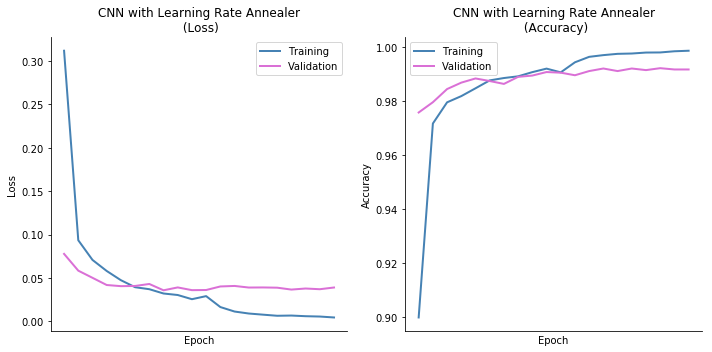 CNN with Learning Rate Annealer
(Loss)
Training
Validation
0.30
0.25
0.20
0.15
0.10
0.05
0.00
Loss
Epoch
CNN with Learning Rate Annealer
(Accuracy)
Training
Validation
1.00
0.98
0.96
0.94
0.92
0.90
Accuracy
Epoch